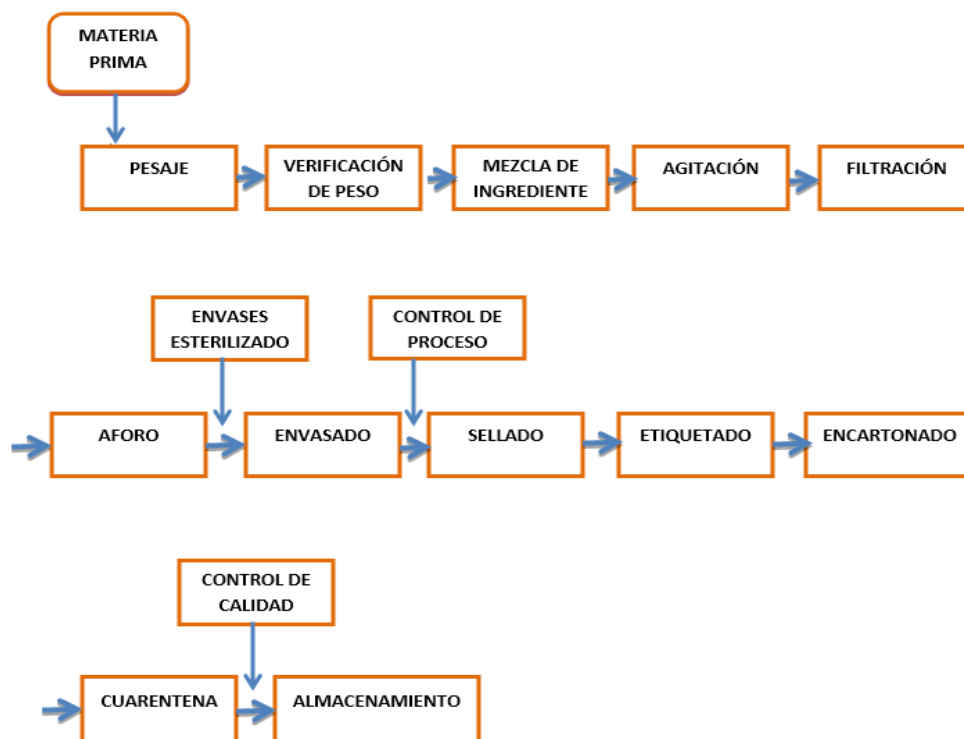 MATERIA
PRIMA
PESAJE
VERIFICACIÓN
DE PESO
MEZCLA DE
INGREDIENTE
AGITACIÓN
FILTRACIÓN
ENVASES
ESTERILIZADO
CONTROL DE
PROCESO
AFORO
ENVASADO
SELLADO
ETIQUETADO
ENCARTONADO
CONTROL DE
CALIDAD
CUARENTENA
ALMACENAMIENTO